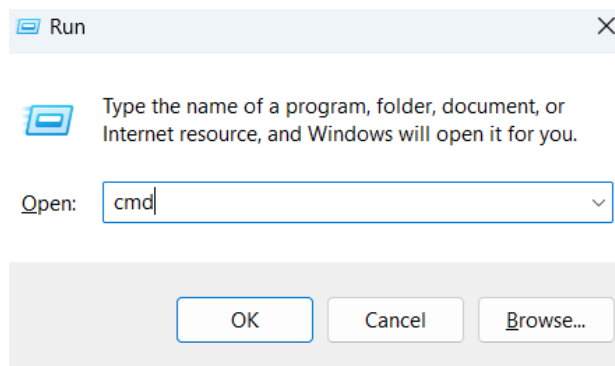 Run
Type the name of a program, folder, document, or
Internet resource, and Windows will open it for you.
Open: cmd
OK Cancel Browse...